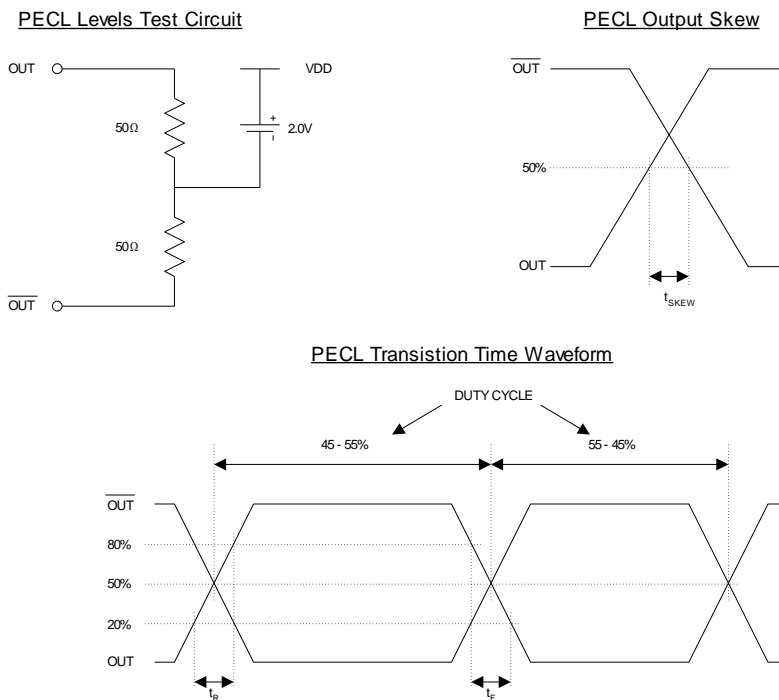 PECL Levels Test Circuit
OUT
VDD
50Ω
+
2.0V
-
50Ω
OUT
PECL Output Skew
OUT
50%
OUT
tSKEW
PECL Transistion Time Waveform
DUTY CYCLE
45 - 55%
55 - 45%
OUT
80%
50%
20%
OUT
tR
tF